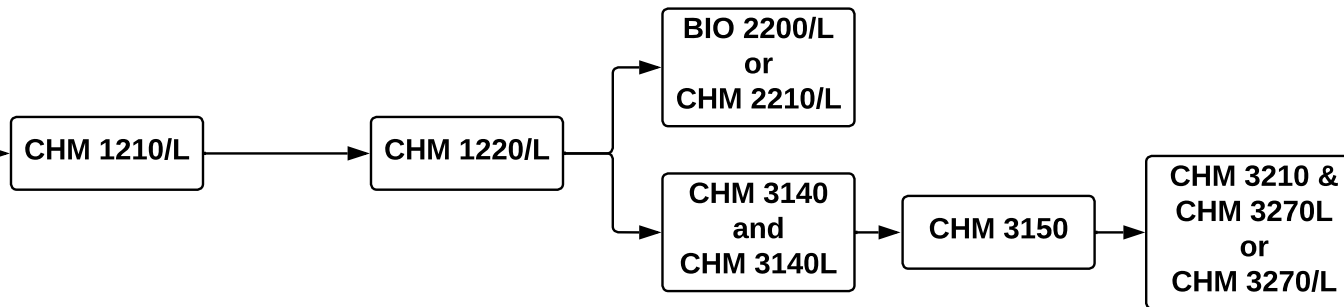 CHM 1210/L
CHM 1220/L
BIO 2200/L
or
CHM 2210/L
CHM 3140
and
CHM 3140L
CHM 3150
CHM 3210 &
CHM 3270L
or
CHM 3270/L